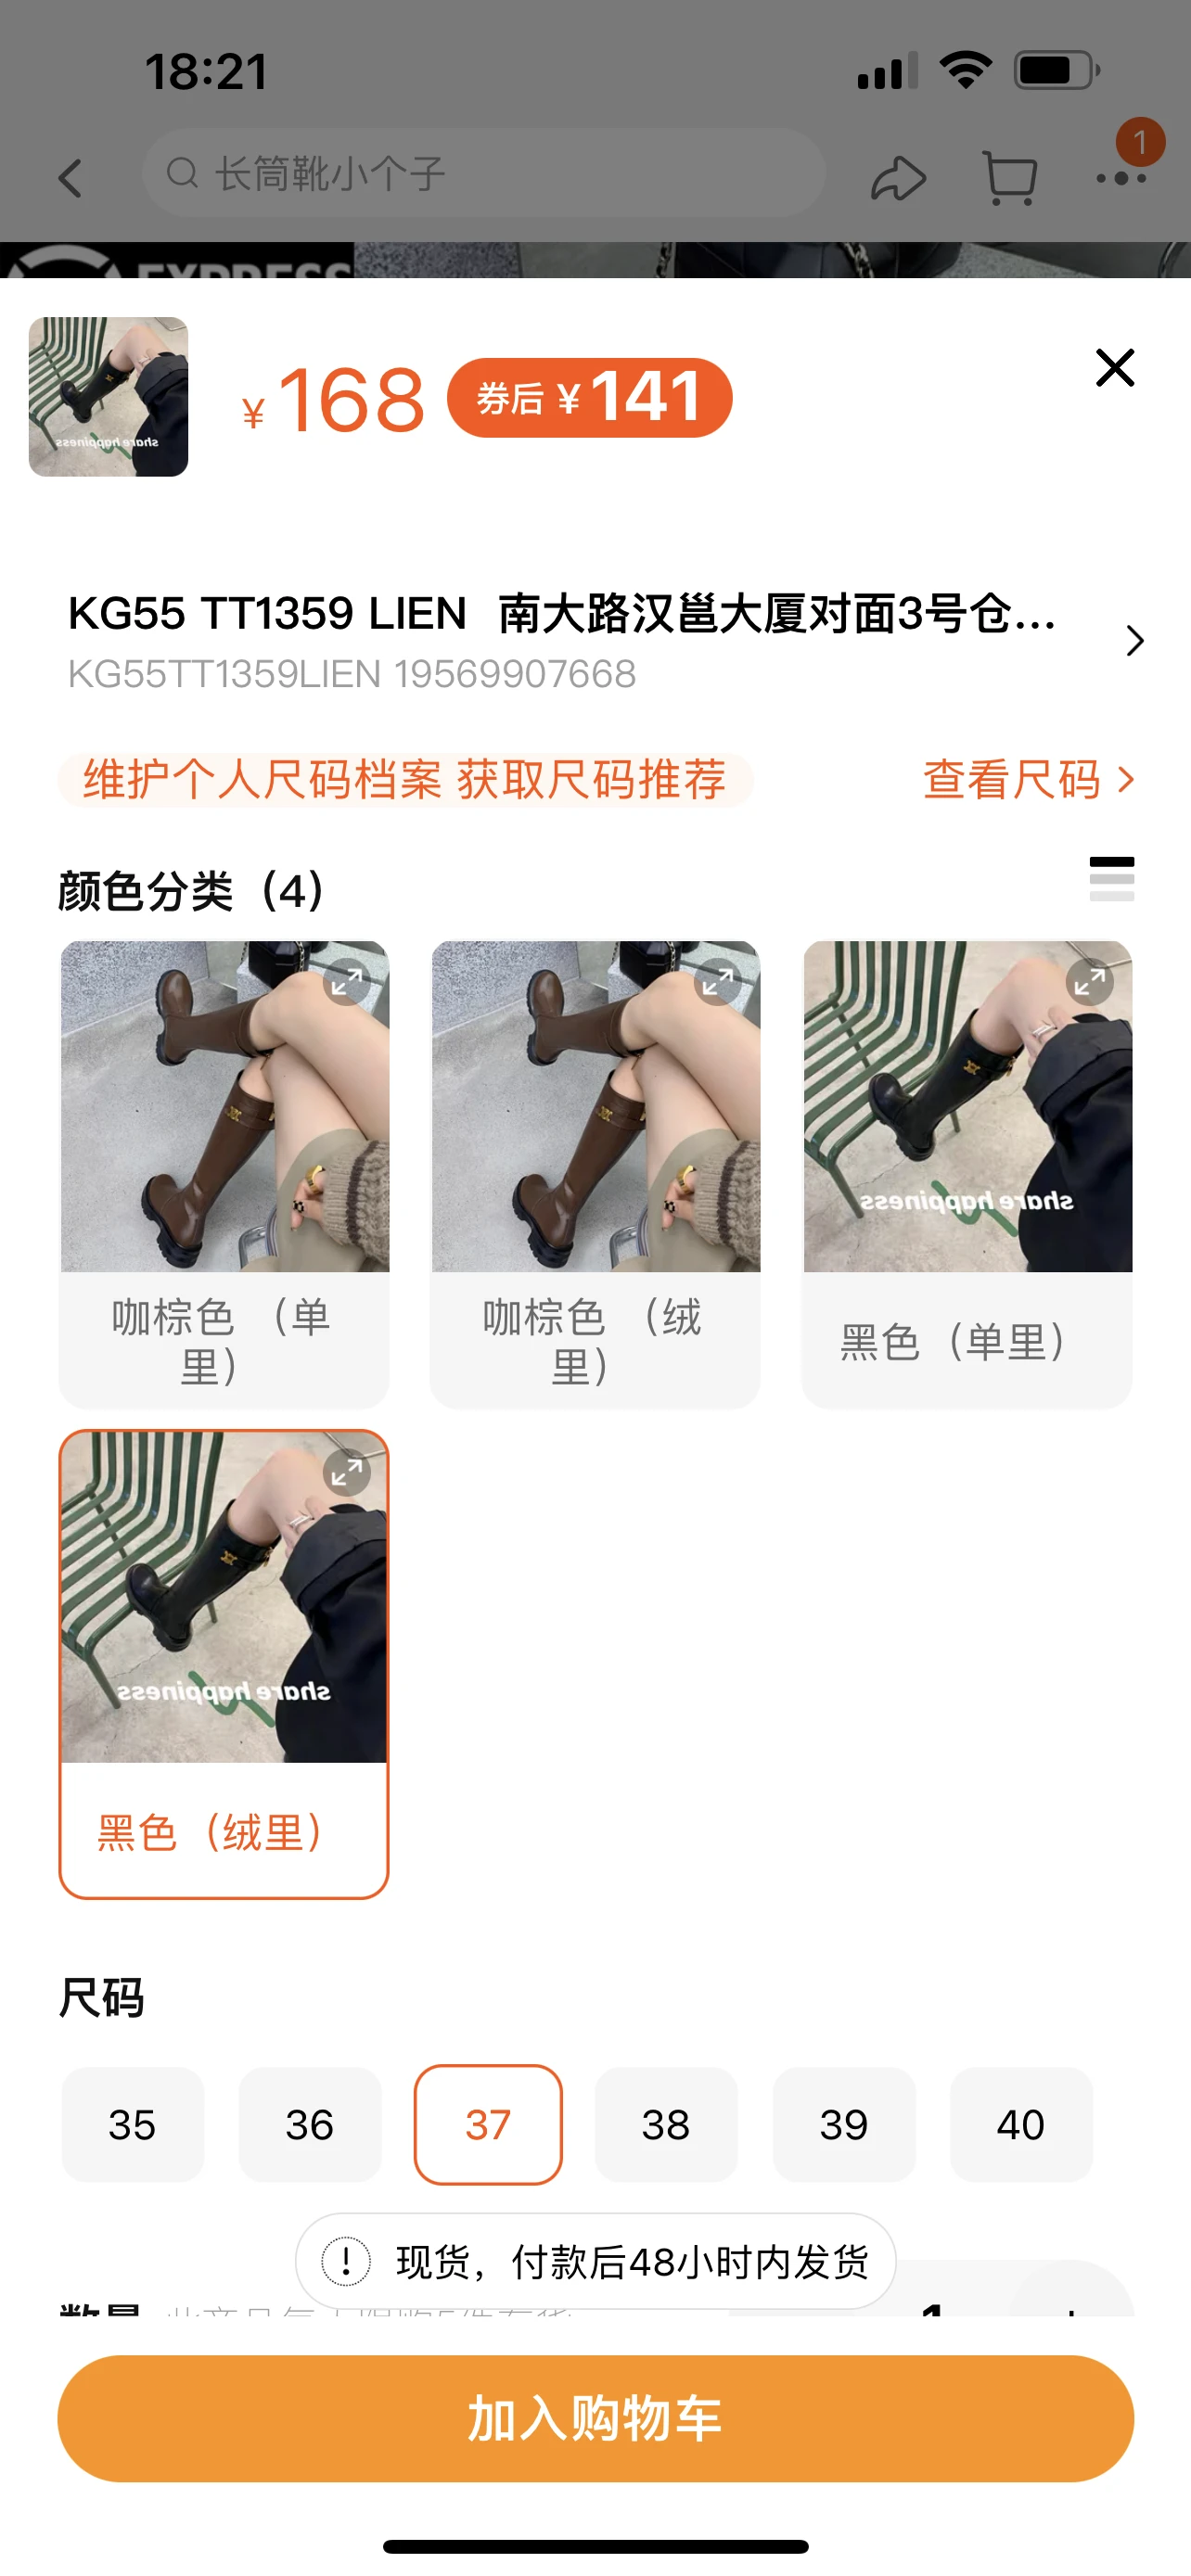 18:21
1
长筒靴小个子
EXPRESS
share happiness
¥ 168 券后 ¥ 141
KG55 TT1359 LIEN 南大路汉邕大厦对面3号仓...
KG55TT1359LIEN 19569907668
维护个人尺码档案 获取尺码推荐
查看尺码
颜色分类（4）
share happiness
咖棕色 （单
里）
咖棕色 （绒
里）
黑色（单里）
share happiness
黑色（绒里）
尺码
35 36 37 38 39 40
现货，付款后48小时内发货
数量
1 +
加入购物车